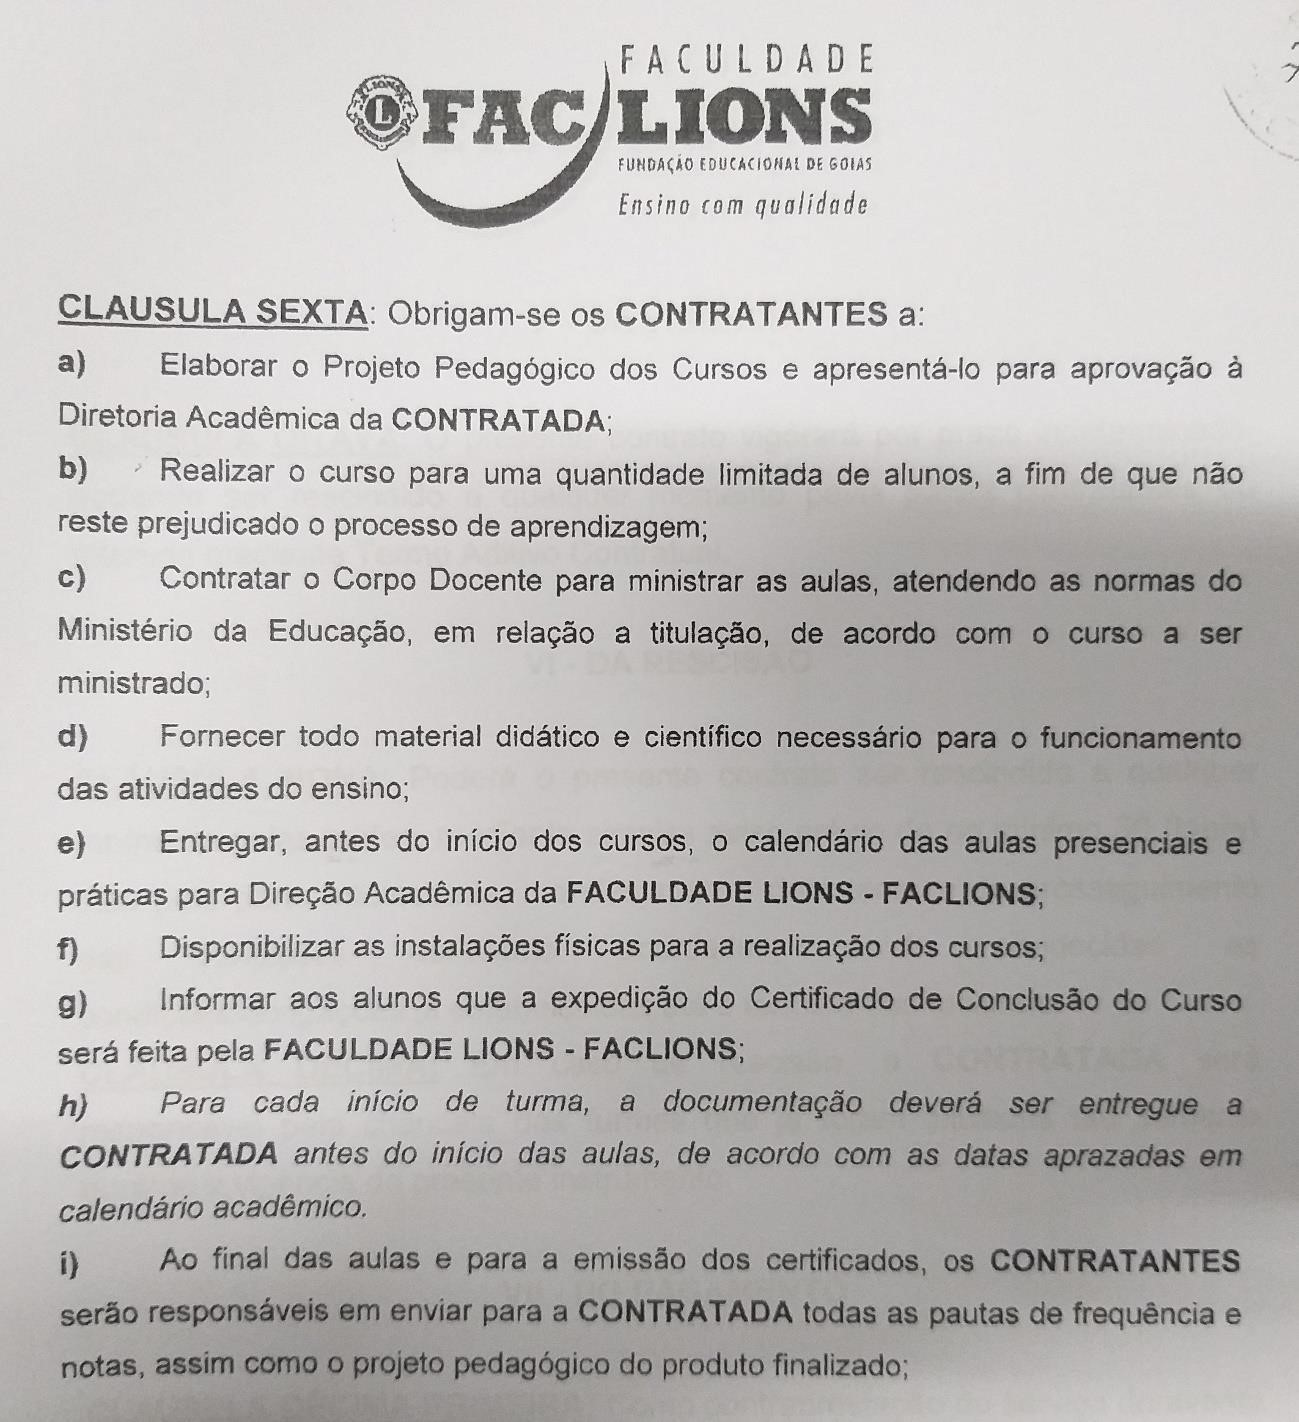 FACULDADE
LIONS
L
FAC LIONS
FUNDAÇÃO EDUCACIONAL DE GOIAS
Ensino com qualidade
CLAUSULA SEXTA: Obrigam-se os CONTRATANTES a:
a) Elaborar o Projeto Pedagógico dos Cursos e apresentá-lo para aprovação à
Diretoria Acadêmica da CONTRATADA;
b) Realizar o curso para uma quantidade limitada de alunos, a fim de que não
reste prejudicado o processo de aprendizagem;
c) Contratar o Corpo Docente para ministrar as aulas, atendendo as normas do
Ministério da Educação, em relação a titulação, de acordo com o curso a ser
ministrado;
d) Fornecer todo material didático e científico necessário para o funcionamento
das atividades do ensino;
e) Entregar, antes do início dos cursos, o calendário das aulas presenciais e
práticas para Direção Acadêmica da FACULDADE LIONS - FACLIONS;
f) Disponibilizar as instalações físicas para a realização dos cursos;
g) Informar aos alunos que a expedição do Certificado de Conclusão do Curso
será feita pela FACULDADE LIONS - FACLIONS;
h) Para cada início de turma, a documentação deverá ser entregue a
CONTRATADA antes do início das aulas, de acordo com as datas aprazadas em
calendário acadêmico.
i) Ao final das aulas e para a emissão dos certificados, os CONTRATANTES
serão responsáveis em enviar para a CONTRATADA todas as pautas de frequência e
notas, assim como o projeto pedagógico do produto finalizado;